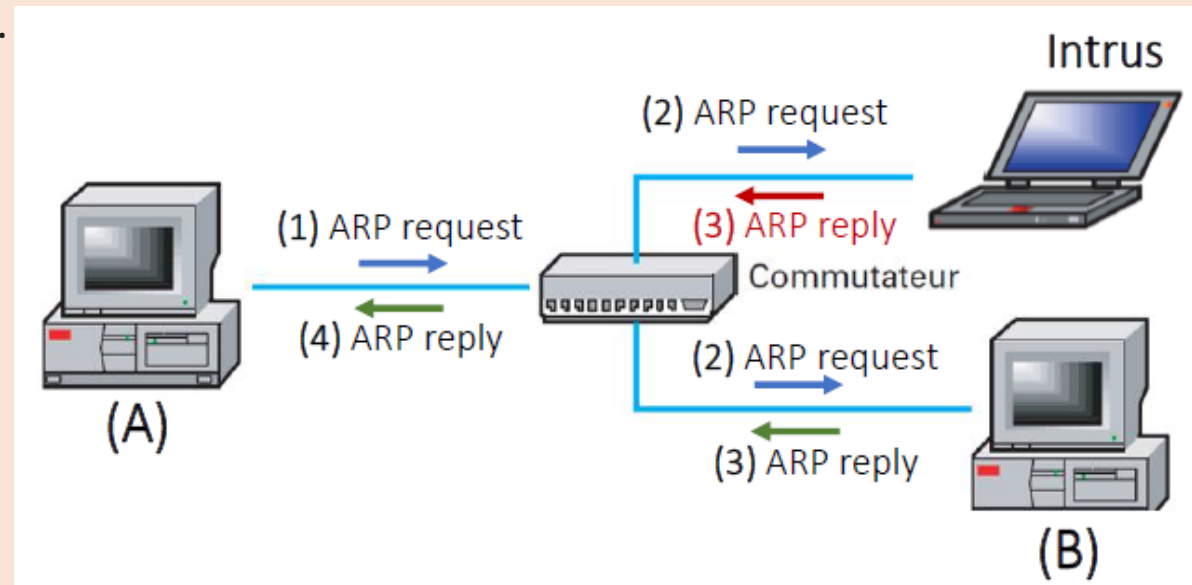 Intrus
(2) ARP request
(3) ARP reply
(1) ARP request
Commutateur
(4) ARP reply
(2) ARP request
(A)
(3) ARP reply
(B)